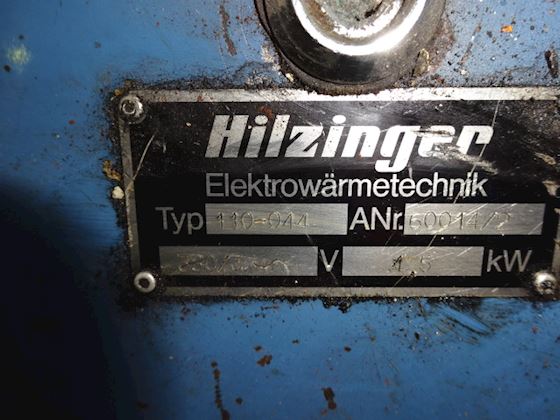 Hilzinger
Elektrowärmetechnik
Typ 110-044 ANr. 60014/2
V kW